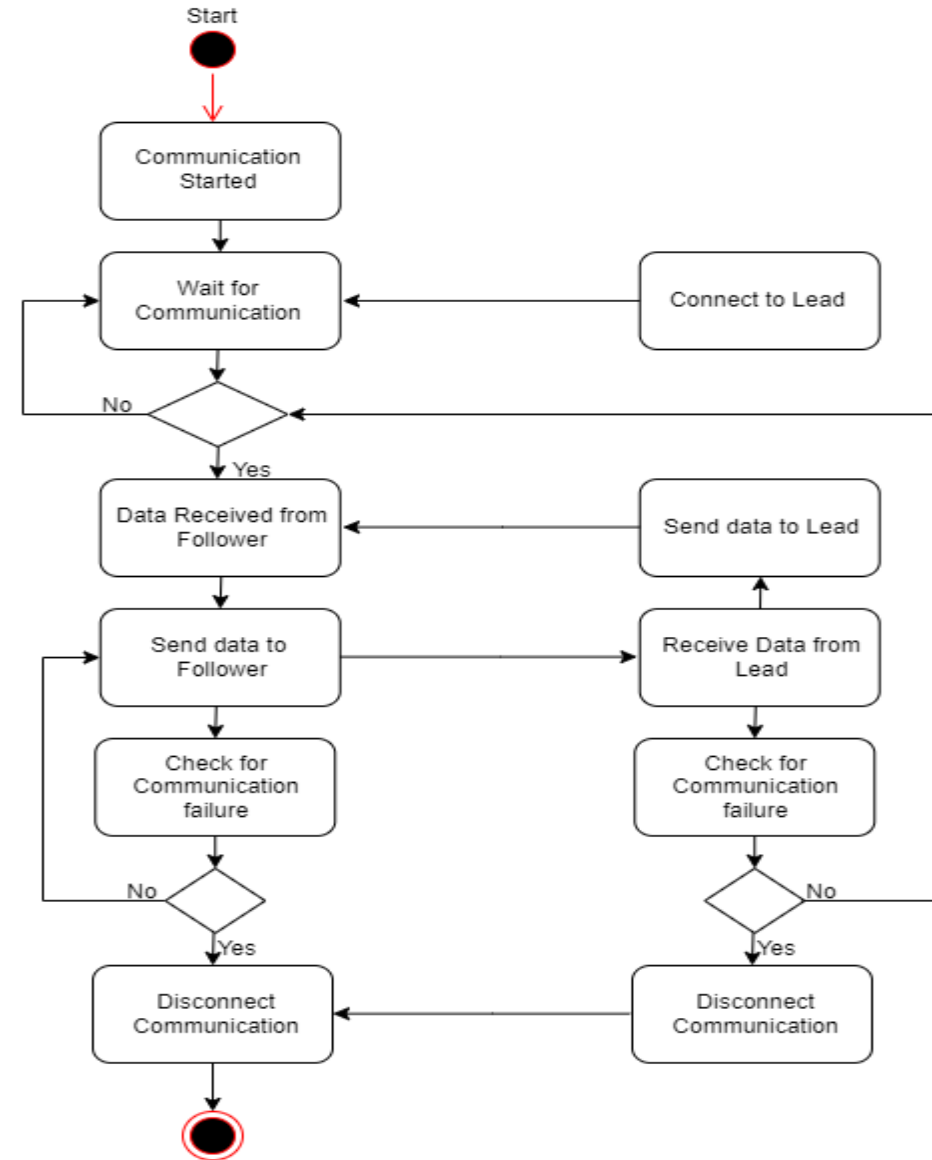 Start
Communication
Started
Wait for
Communication
Connect to Lead
No
Yes
Data Received from
Follower
Send data to Lead
Send data to
Follower
Receive Data from
Lead
Check for
Communication
failure
Check for
Communication
failure
No
No
Yes
Yes
Disconnect
Communication
Disconnect
Communication